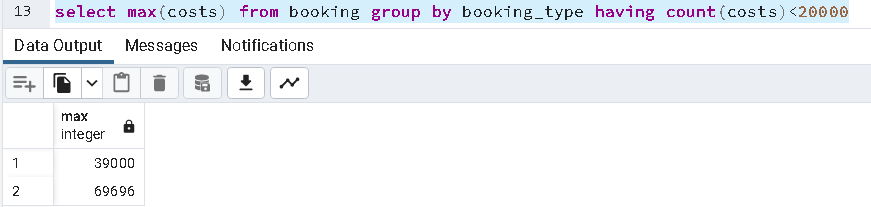 13 select max(costs) from booking group by booking_type having count(costs)<20000
Data Output Messages Notifications
max
integer
1 39000
2 69696